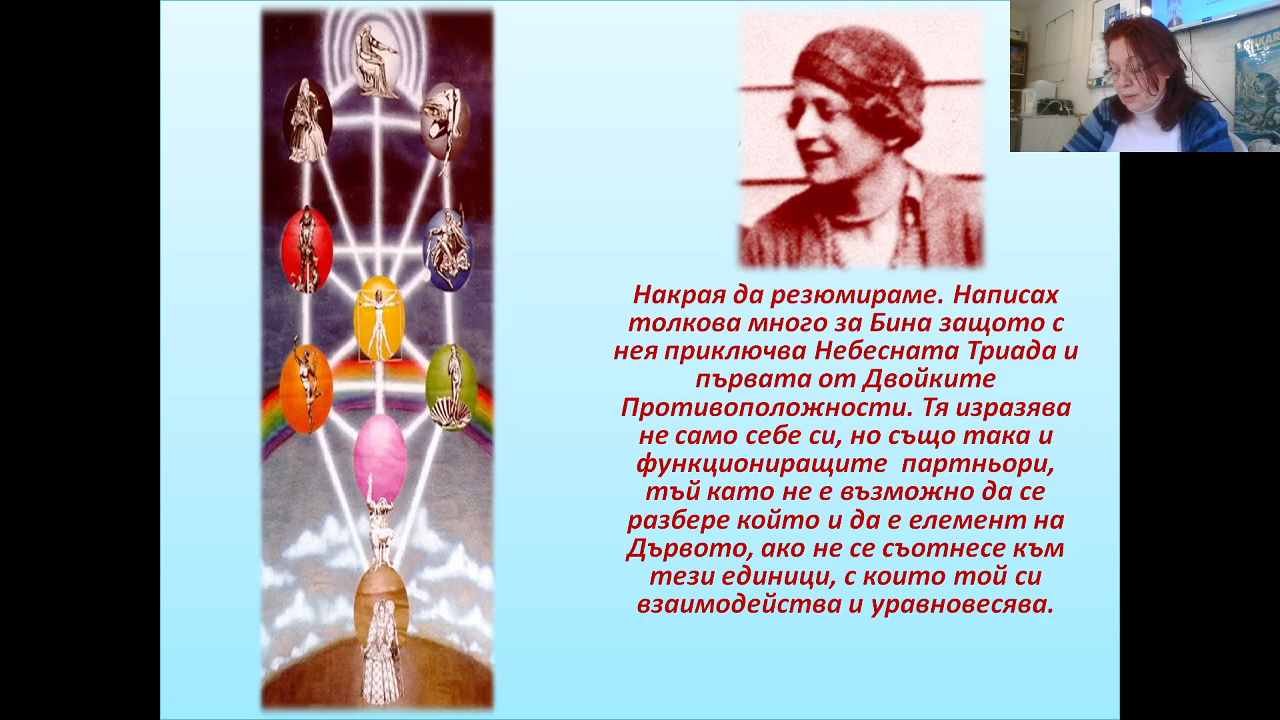 Накрая да резюмираме. Написах
толкова много за Бина защото с
нея приключва Небесната Триада и
първата от Двойките
Противоположности. Тя изразява
не само себе си, но също така и
функциониращите партньори,
тъй като не е възможно да се
разбере който и да е елемент на
Дървото, ако не се съотнесе към
тези единици, с които той си
взаимодейства и уравновесява.